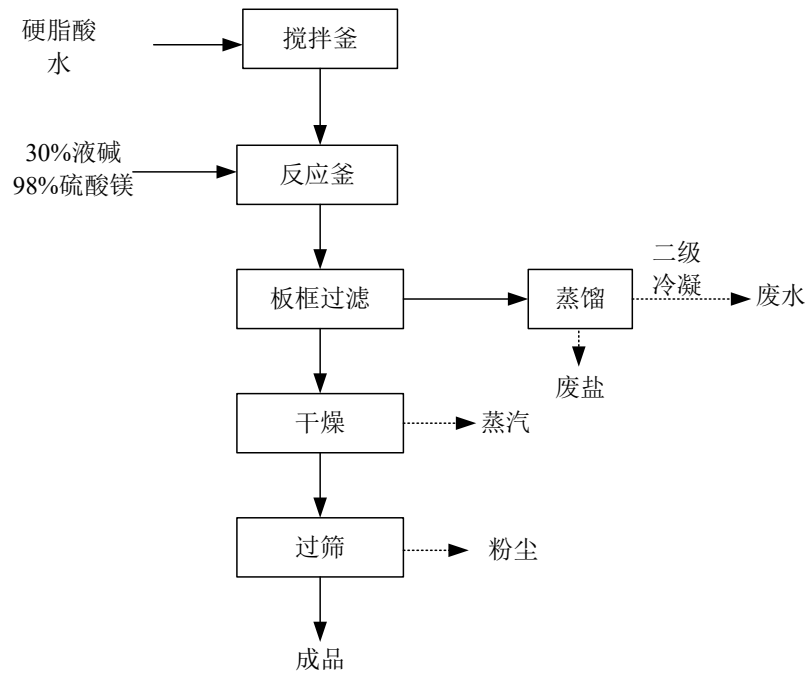 硬脂酸
水
搅拌釜
30%液碱
98%硫酸镁
反应釜
板框过滤
蒸馏
二级
冷凝
废水
废盐
干燥
蒸汽
过筛
粉尘
成品